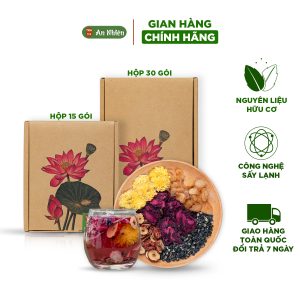 An Nhiên
GIAN HÀNG
CHÍNH HÃNG
HỘP 30 GÓI
HỘP 15 GÓI
NGUYÊN LIỆU
HỮU CƠ
CÔNG NGHỆ
SẤY LẠNH
GIAO HÀNG
TOÀN QUỐC
ĐỔI TRẢ 7 NGÀY